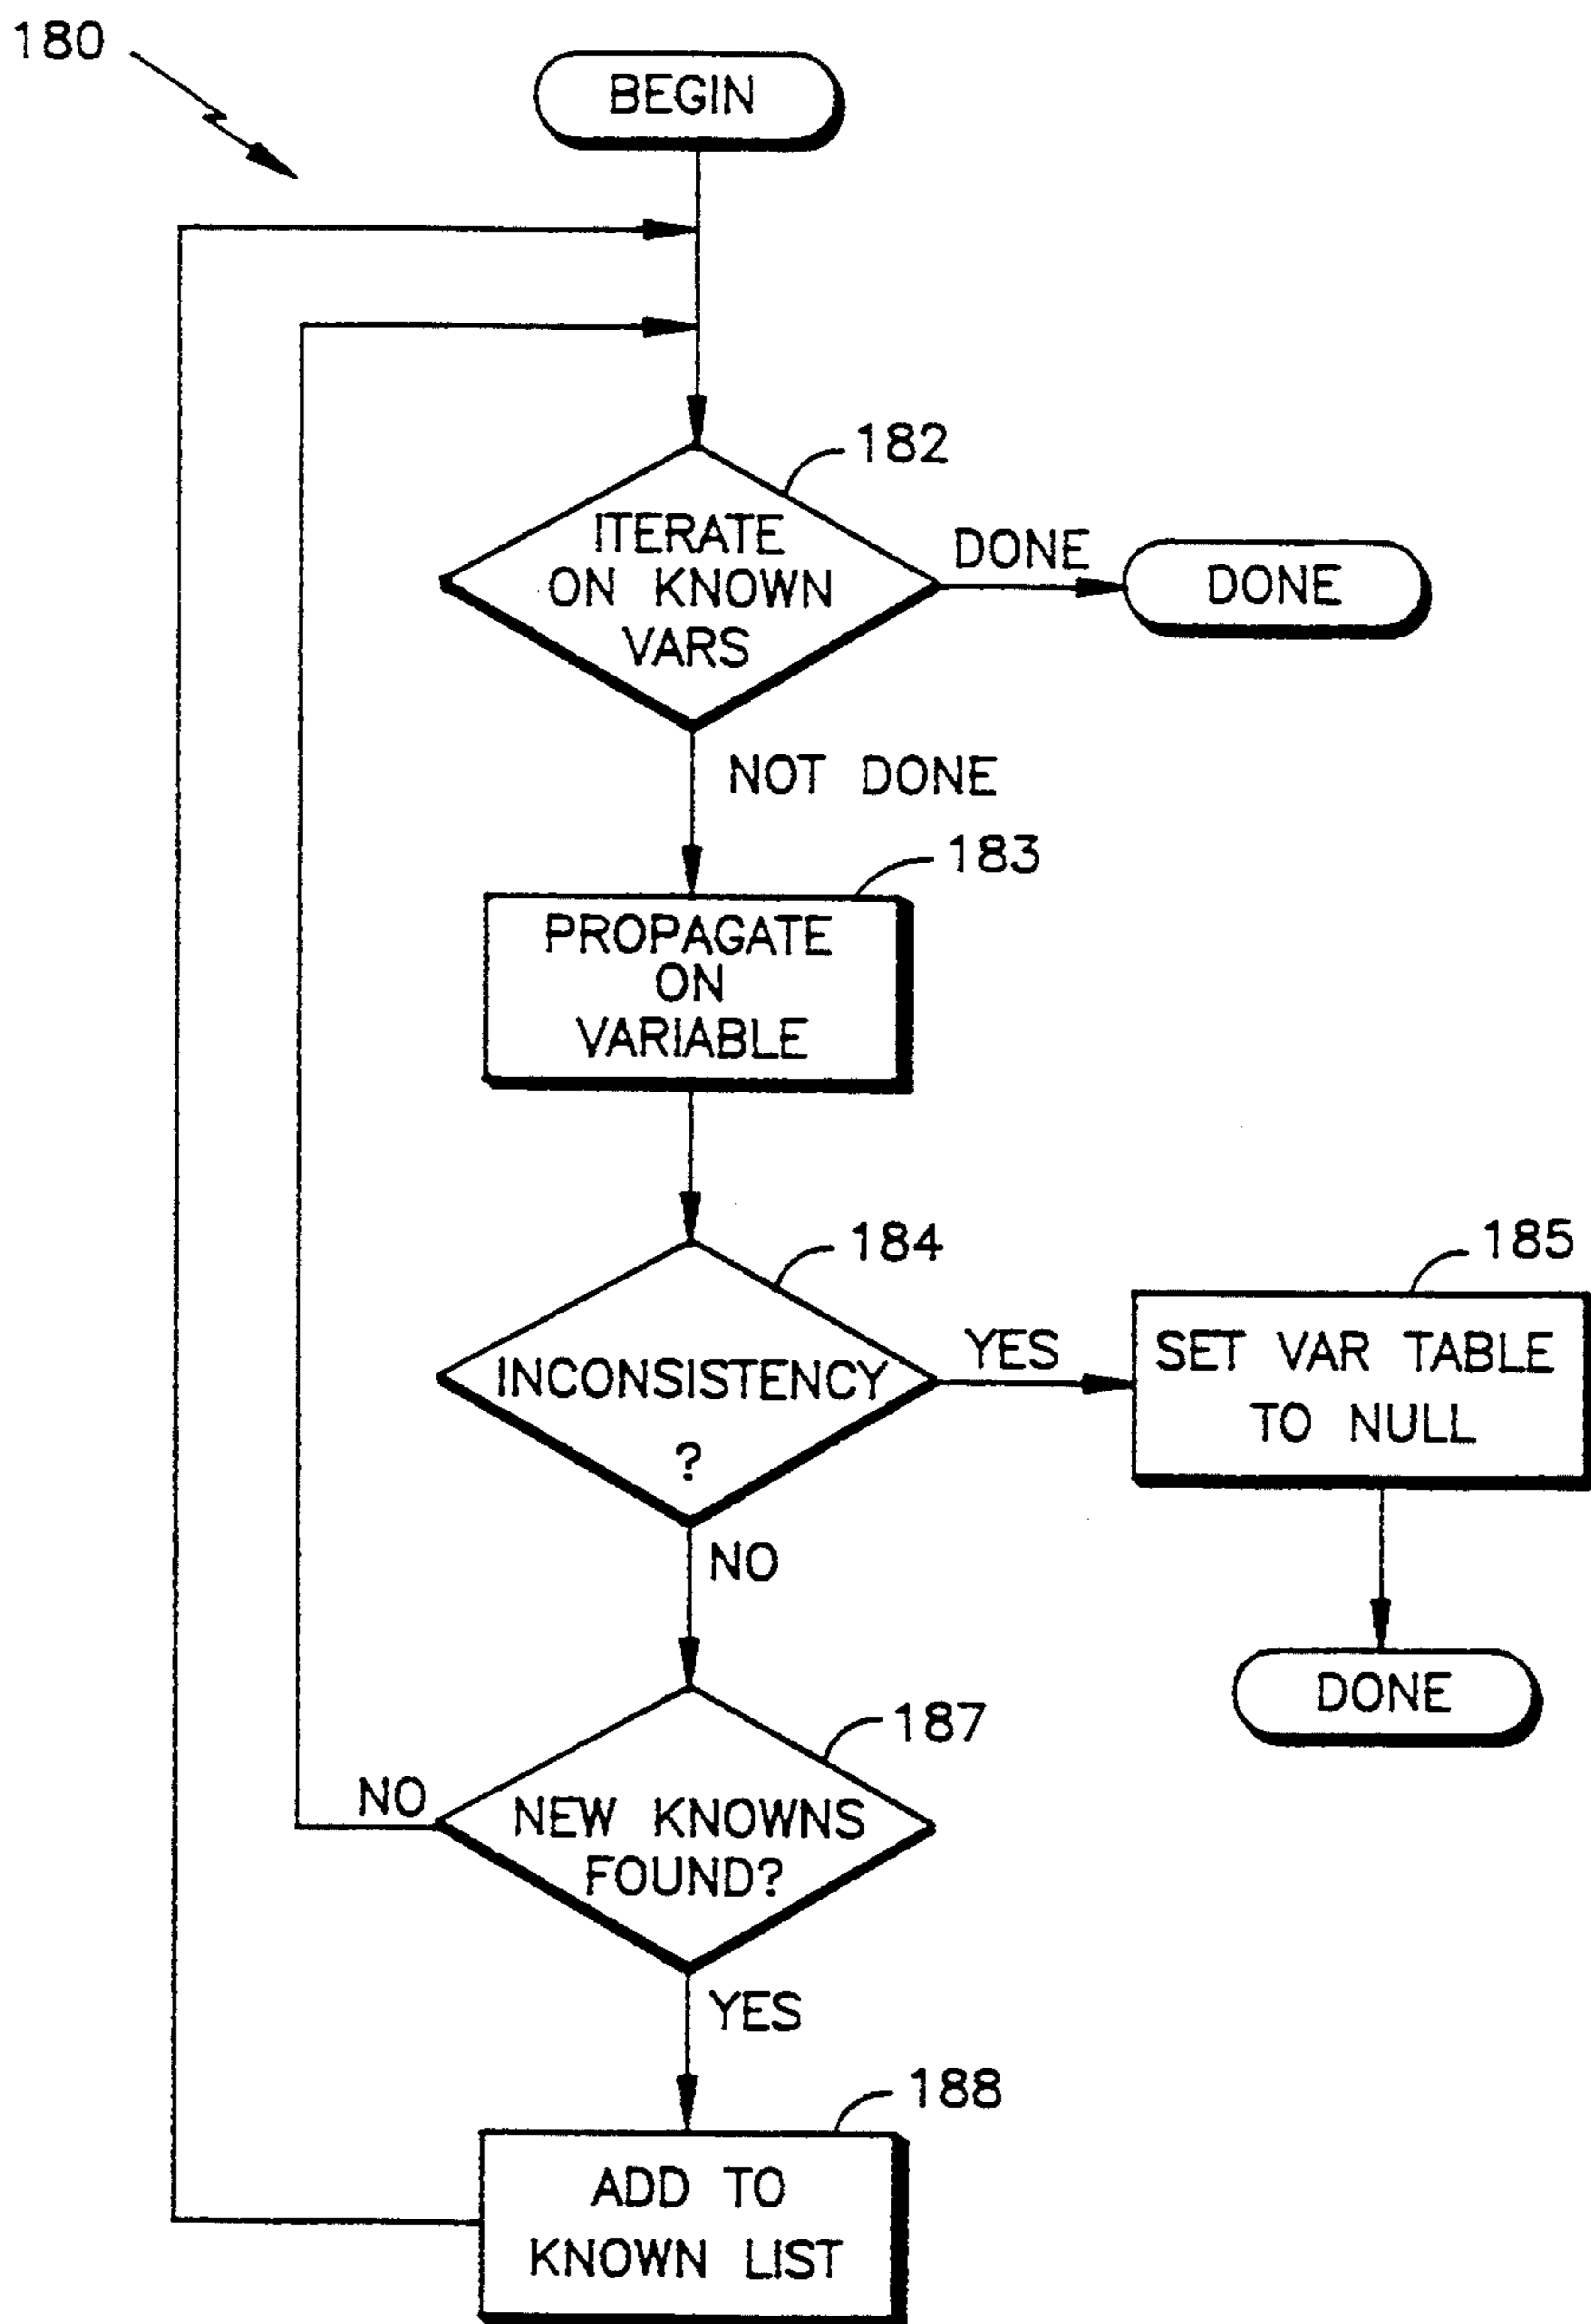 180
BEGIN
182
ITERATE
ON KNOWN
VARS
DONE
DONE
NOT DONE
183
PROPAGATE
ON
VARIABLE
184
INCONSISTENCY
?
YES
185
SET VAR TABLE
TO NULL
DONE
NO
187
NEW KNOWNS
FOUND?
NO
YES
188
ADD TO
KNOWN LIST